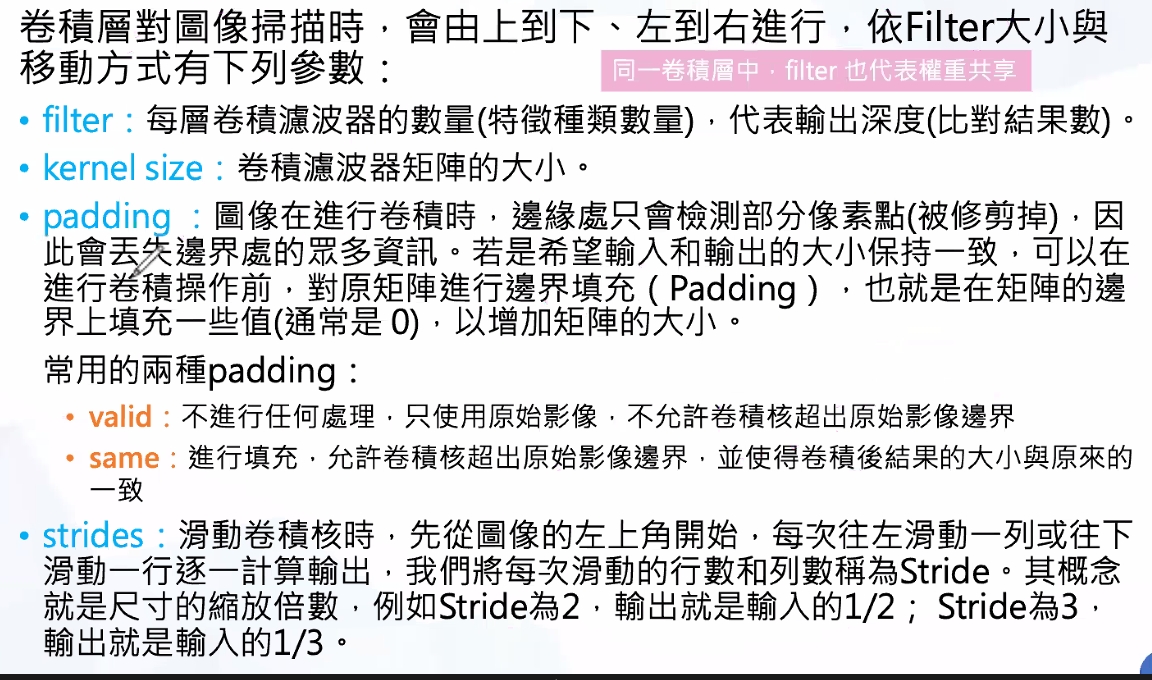 卷積層對圖像掃描時，會由上到下、左到右進行，依Filter大小與
移動方式有下列參數：
同一卷積層中，filter 也代表權重共享
• filter：每層卷積濾波器的數量(特徵種類數量)，代表輸出深度(比對結果數)。
• kernel size：卷積濾波器矩陣的大小。
• padding ：圖像在進行卷積時，邊緣處只會檢測部分像素點(被修剪掉)，因
此會丟失邊界處的眾多資訊。若是希望輸入和輸出的大小保持一致，可以在
進行卷積操作前，對原矩陣進行邊界填充（Padding），也就是在矩陣的邊
界上填充一些值(通常是 0)，以增加矩陣的大小。
常用的兩種padding：
• valid：不進行任何處理，只使用原始影像，不允許卷積核超出原始影像邊界
• same：進行填充，允許卷積核超出原始影像邊界，並使得卷積後結果的大小與原來的
一致
• strides：滑動卷積核時，先從圖像的左上角開始，每次往左滑動一列或往下
滑動一行逐一計算輸出，我們將每次滑動的行數和列數稱為Stride。其概念
就是尺寸的縮放倍數，例如Stride為2，輸出就是輸入的1/2； Stride為3，
輸出就是輸入的1/3。